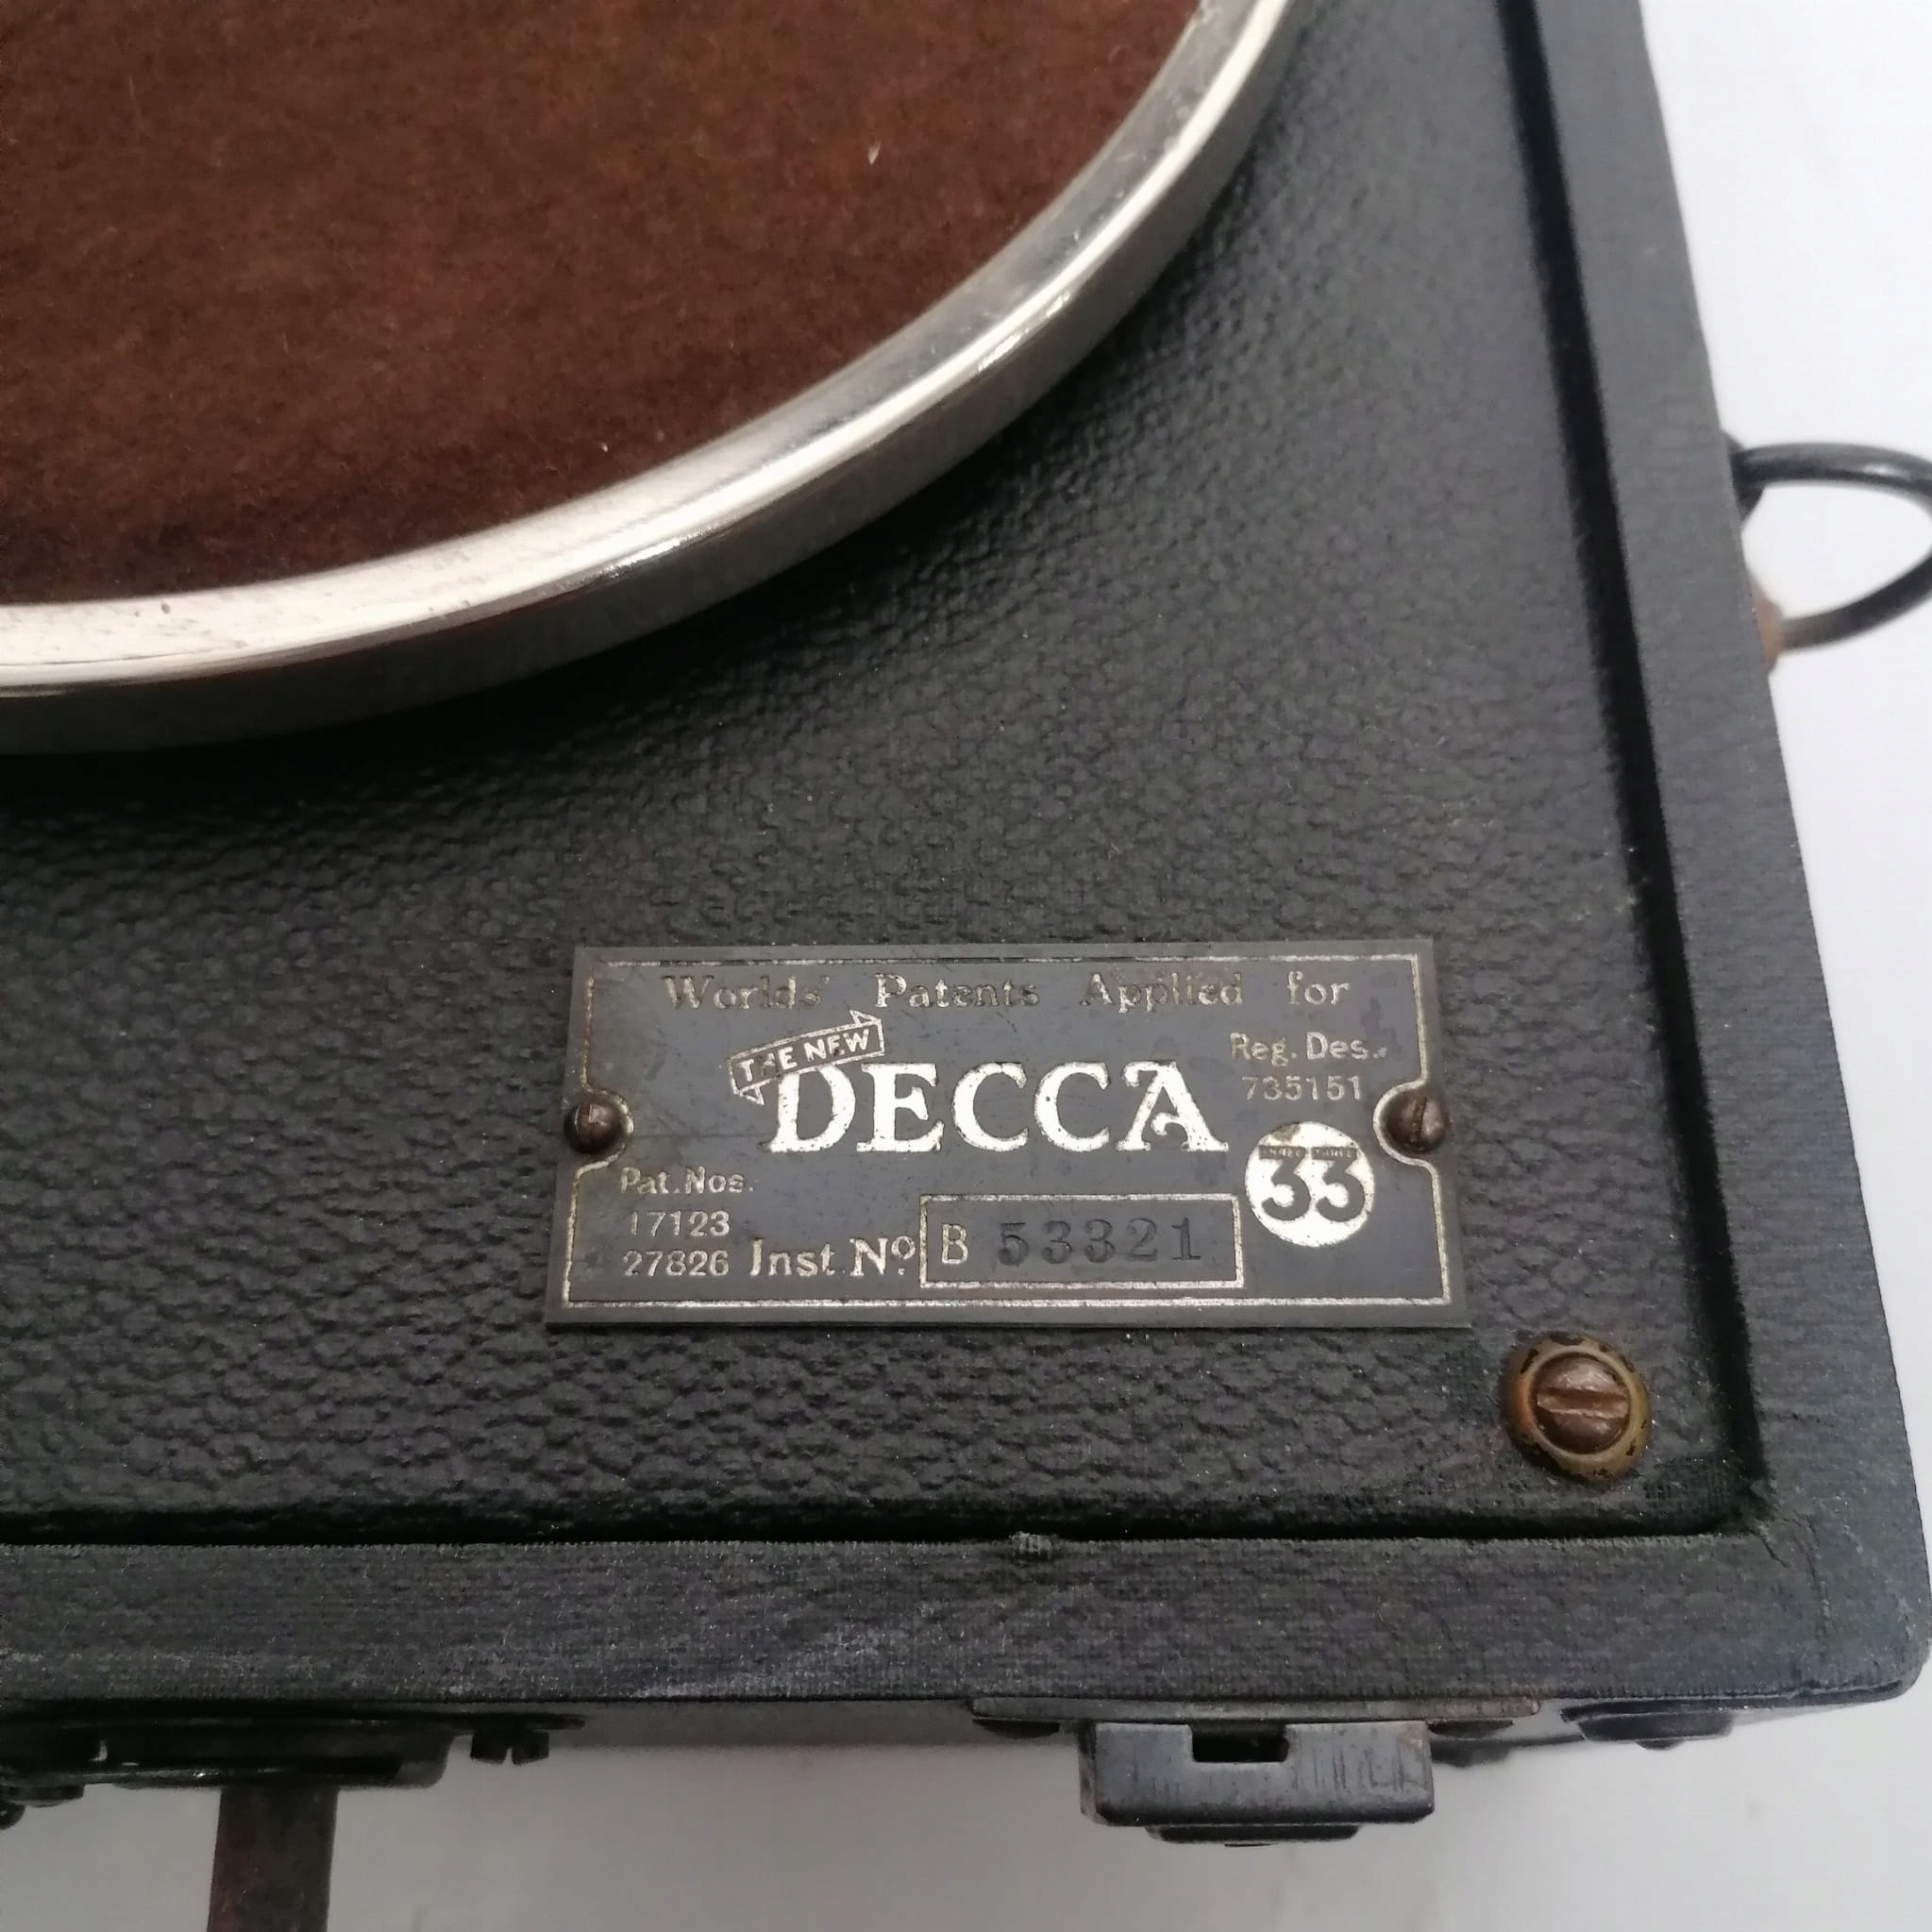 Worlds' Patents Applied for
THE NEW
DECCA
Reg. Des.
735151
33
Pat. Nos.
17123
27826
Inst. No. B 53321